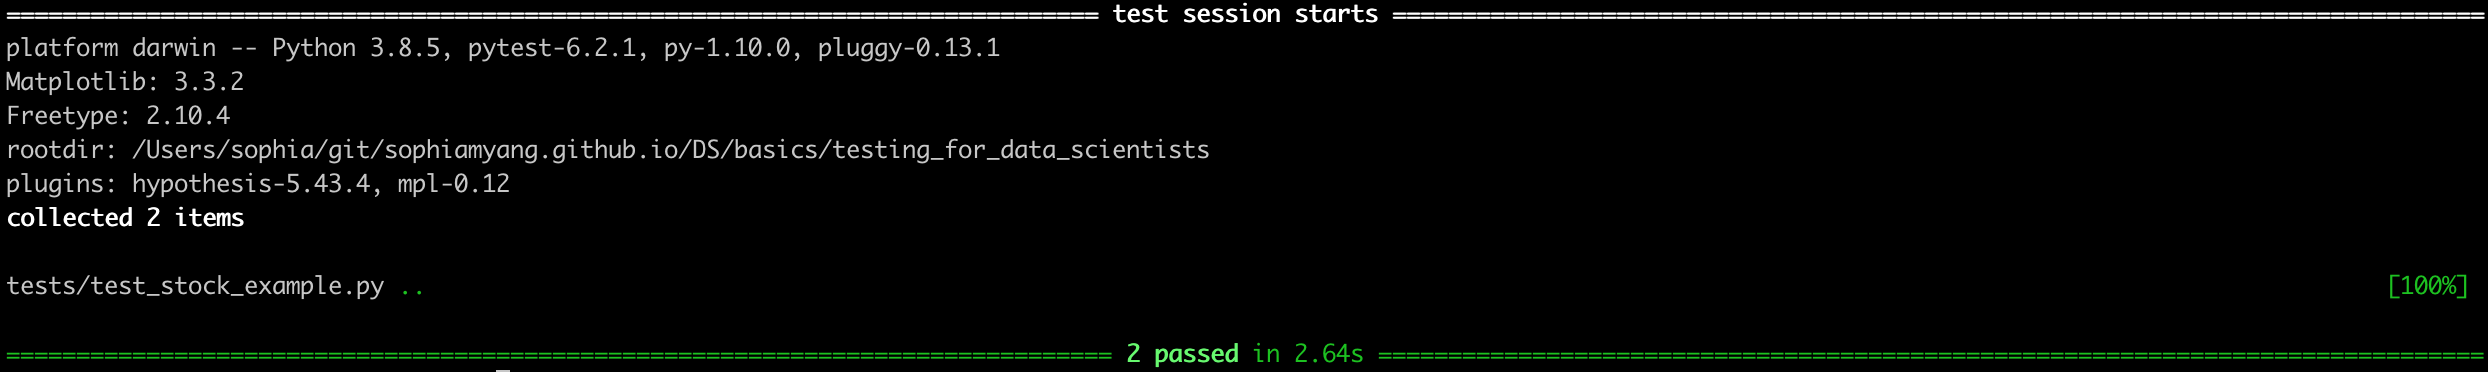 ============================================================================== test session starts ==============================================================================
platform darwin -- Python 3.8.5, pytest-6.2.1, py-1.10.0, pluggy-0.13.1
Matplotlib: 3.3.2
Freetype: 2.10.4
rootdir: /Users/sophia/git/sophiamyang.github.io/DS/basics/testing_for_data_scientists
plugins: hypothesis-5.43.4, mpl-0.12
collected 2 items
tests/test_stock_example.py .. [100%]
=============================================================================== 2 passed in 2.64s ===============================================================================